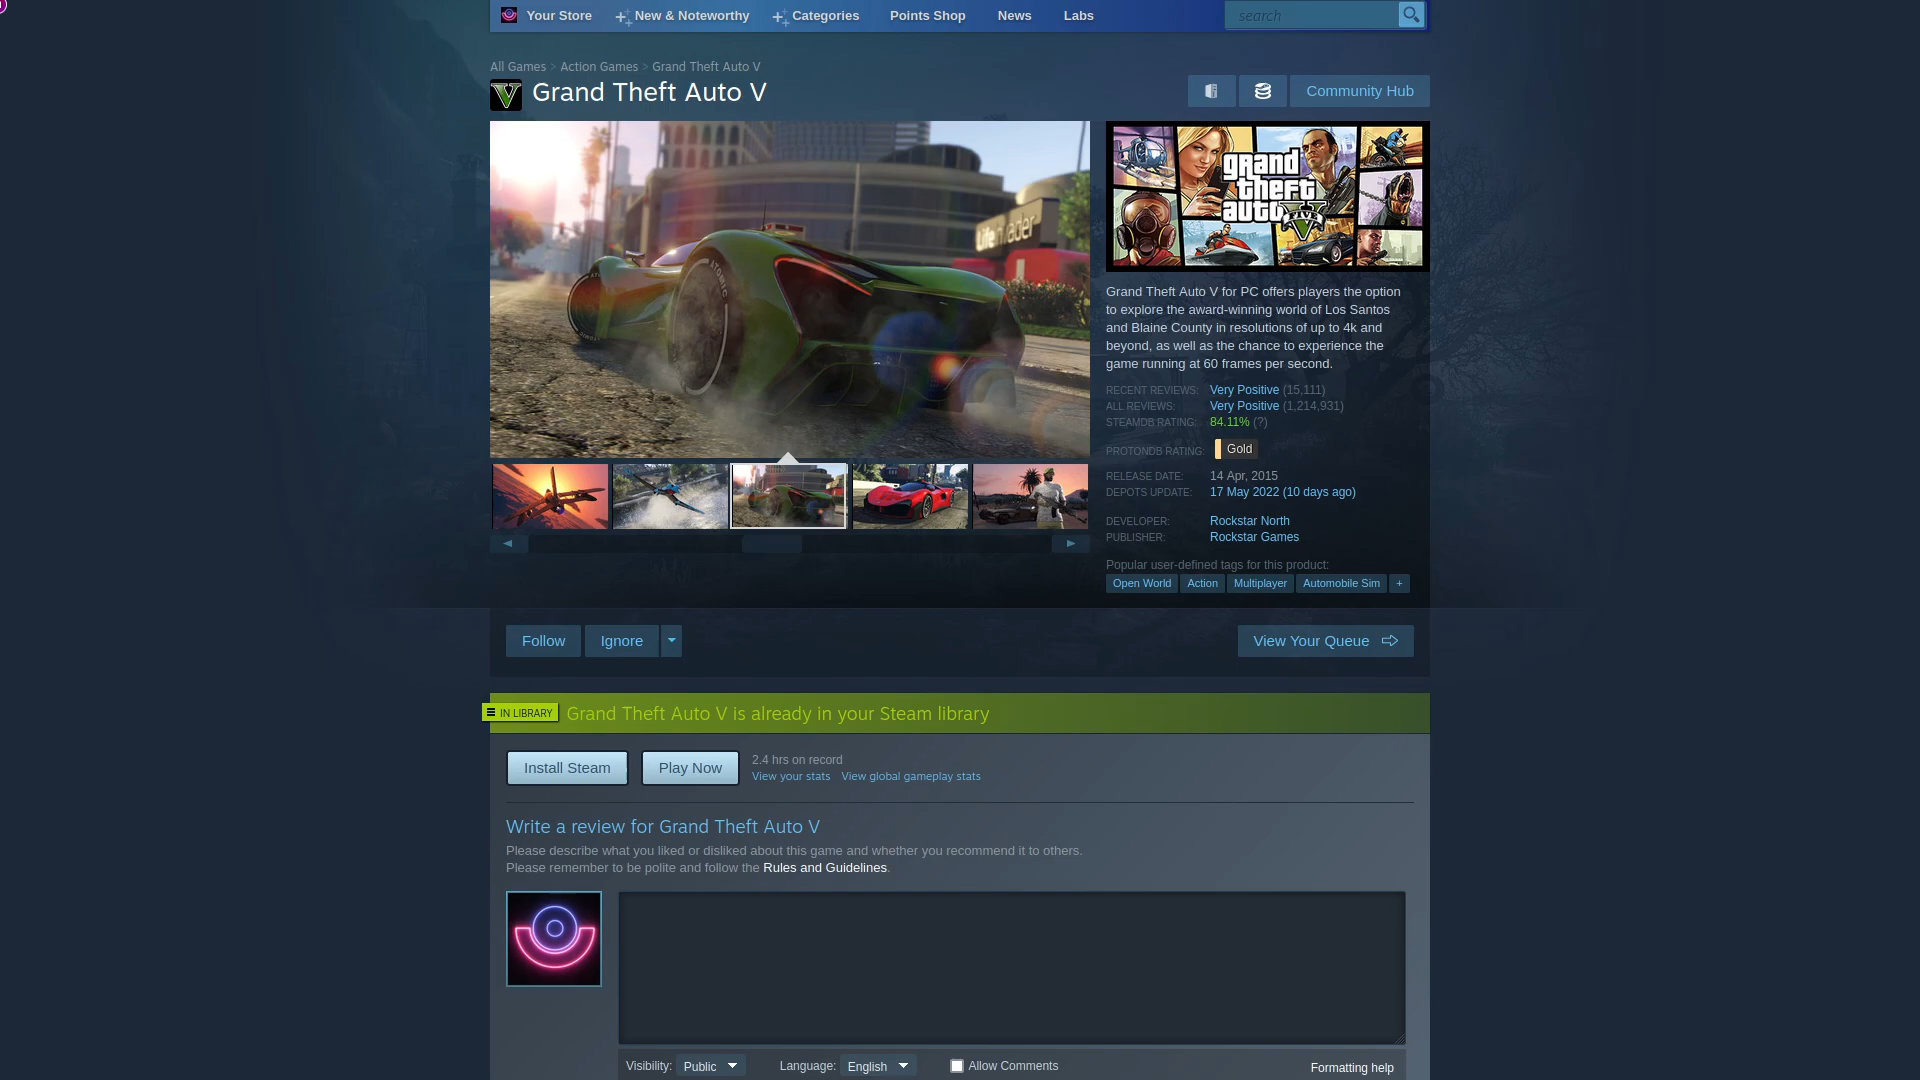 Your Store
New & Noteworthy
Categories
Points Shop
News
Labs
search
All Games > Action Games > Grand Theft Auto V
Grand Theft Auto V
Community Hub
LifeInvader
ATOMIC
grand
theft
auto
V
FIVE
Grand Theft Auto V for PC offers players the option
to explore the award-winning world of Los Santos
and Blaine County in resolutions of up to 4k and
beyond, as well as the chance to experience the
game running at 60 frames per second.
RECENT REVIEWS: Very Positive (15,111)
ALL REVIEWS: Very Positive (1,214,931)
STEAMDB RATING: 84.11% (?)
PROTONDB RATING: Gold
RELEASE DATE: 14 Apr, 2015
DEPOTS UPDATE: 17 May 2022 (10 days ago)
DEVELOPER: Rockstar North
PUBLISHER: Rockstar Games
Popular user-defined tags for this product:
Open World Action Multiplayer Automobile Sim +
Follow
Ignore
View Your Queue
IN LIBRARY
Grand Theft Auto V is already in your Steam library
Install Steam
Play Now
2.4 hrs on record
View your stats View global gameplay stats
Write a review for Grand Theft Auto V
Please describe what you liked or disliked about this game and whether you recommend it to others.
Please remember to be polite and follow the Rules and Guidelines.
Visibility: Public
Language: English
Allow Comments
Formatting help